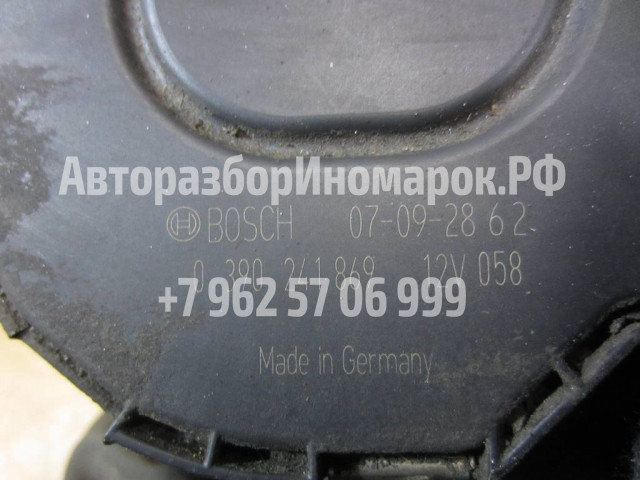 АвторазборИномарок.РФ
BOSCH 07-09-28 6 2
0 390 241 869 12V 058
+7 962 57 06 999
Made in Germany